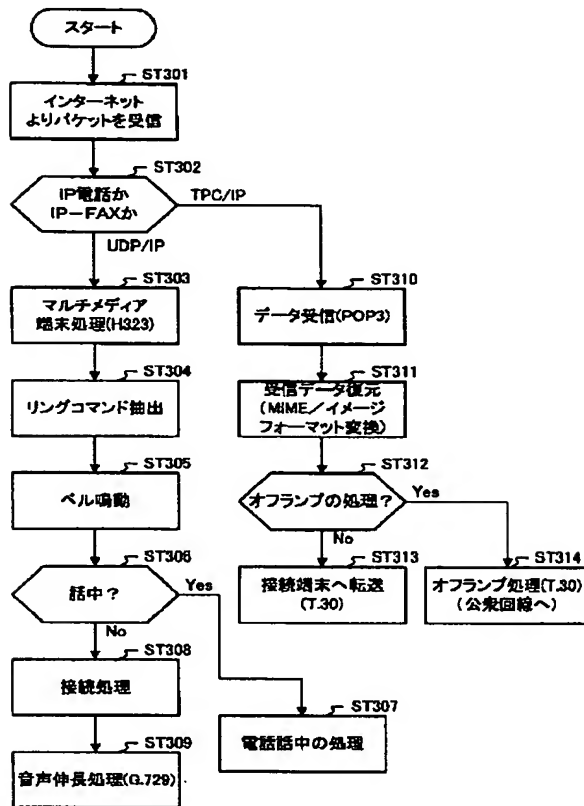 スタート
ST301
インターネット
よりパケットを受信
ST302
IP電話か
IP-FAXか
TPC/IP
UDP/IP
ST303
マルチメディア
端末処理(H323)
ST304
リングコマンド抽出
ST305
ベル鳴動
ST306
話中?
Yes
No
ST308
接続処理
ST309
音声伸長処理(G.729)
ST307
電話話中の処理
ST310
データ受信(POP3)
ST311
受信データ復元
(MIME/イメージ
フォーマット変換)
ST312
オフランプの処理?
Yes
No
ST313
接続端末へ転送
(T.30)
ST314
オフランプ処理(T.30)
(公衆回線へ)